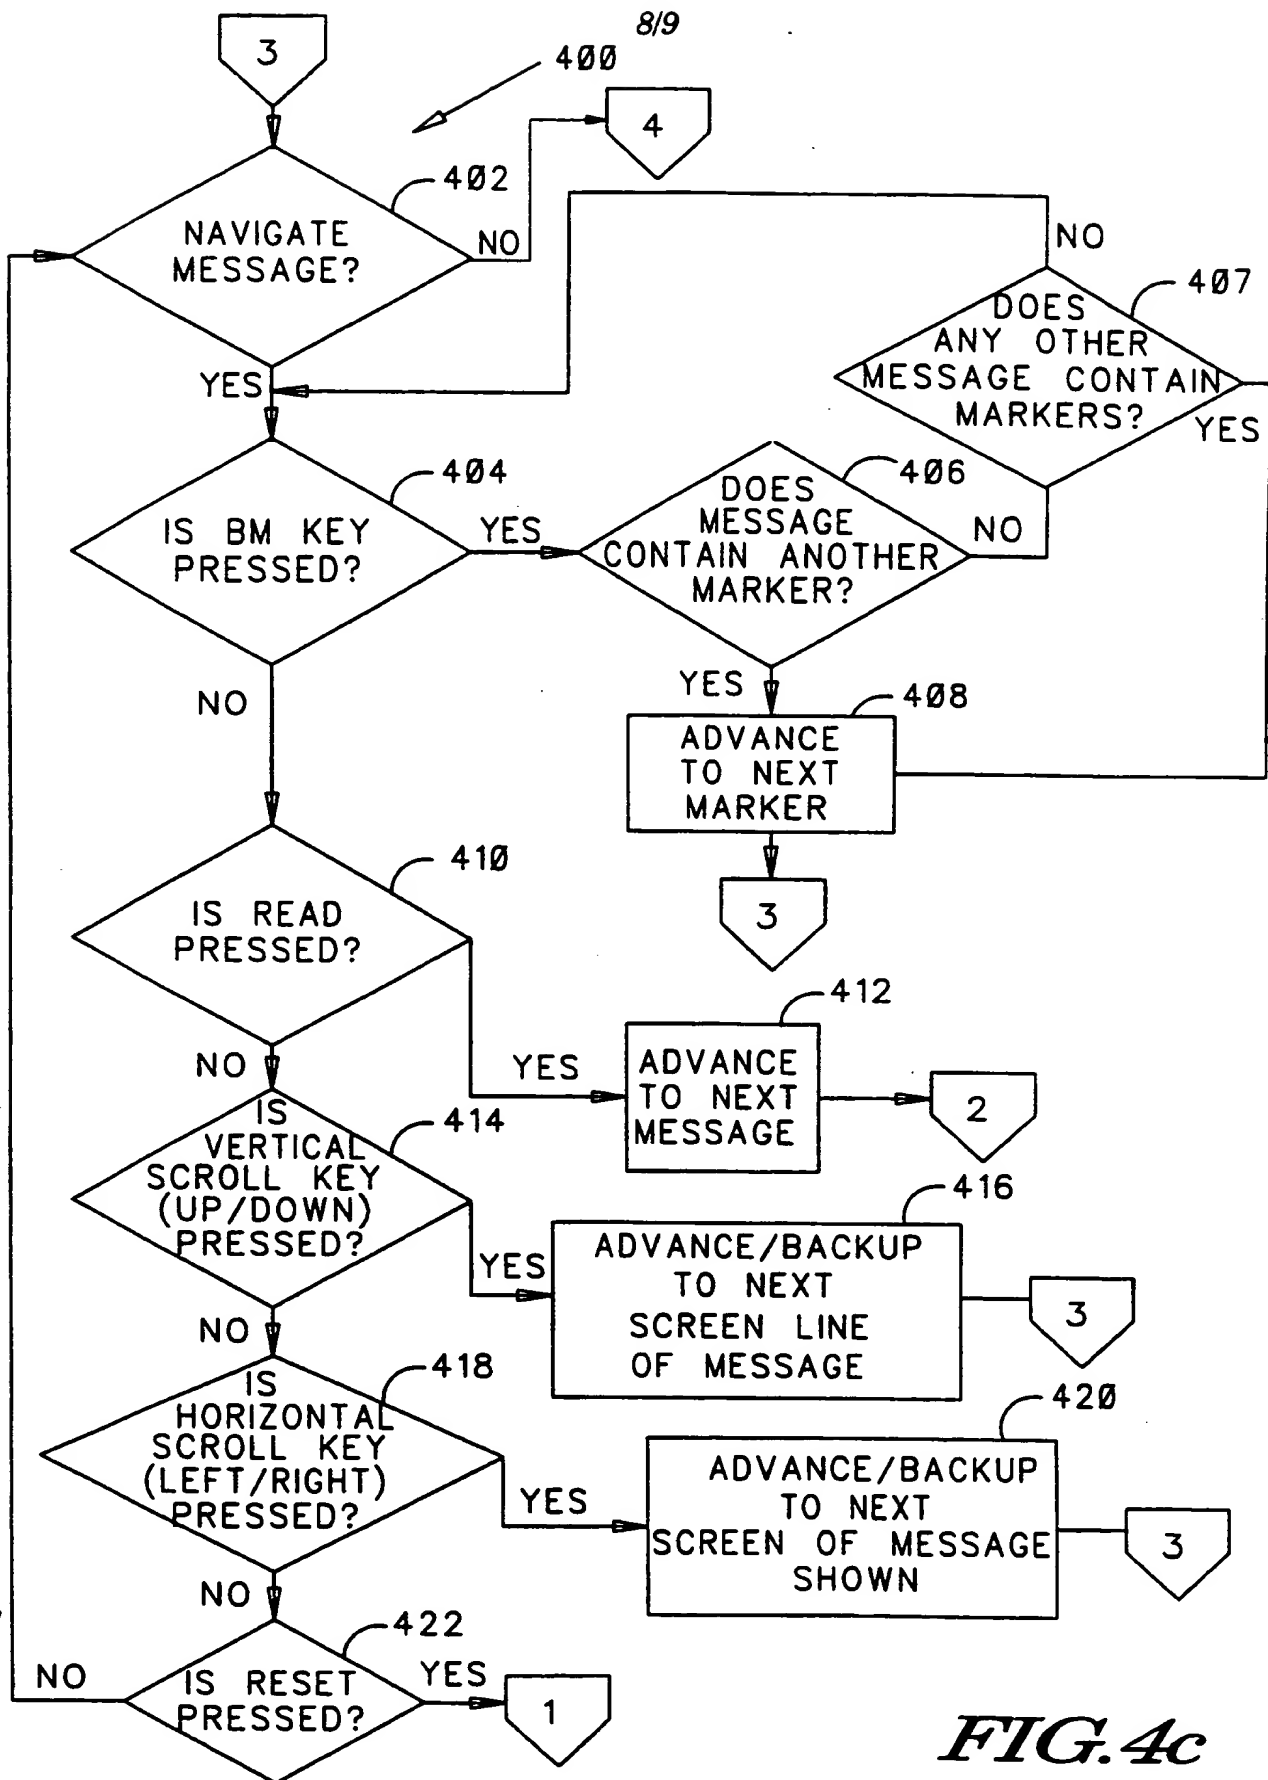 8/9
3
400
4
402
NAVIGATE
MESSAGE?
NO
YES
NO
407
DOES
ANY OTHER
MESSAGE CONTAIN
MARKERS?
YES
404
IS BM KEY
PRESSED?
YES
NO
406
DOES
MESSAGE
CONTAIN ANOTHER
MARKER?
NO
YES
408
ADVANCE
TO NEXT
MARKER
3
410
IS READ
PRESSED?
NO
YES
412
ADVANCE
TO NEXT
MESSAGE
2
414
IS
VERTICAL
SCROLL KEY
(UP/DOWN)
PRESSED?
YES
NO
416
ADVANCE/BACKUP
TO NEXT
SCREEN LINE
OF MESSAGE
3
418
IS
HORIZONTAL
SCROLL KEY
(LEFT/RIGHT)
PRESSED?
YES
NO
420
ADVANCE/BACKUP
TO NEXT
SCREEN OF MESSAGE
SHOWN
3
422
IS RESET
PRESSED?
NO
YES
1
FIG.4c